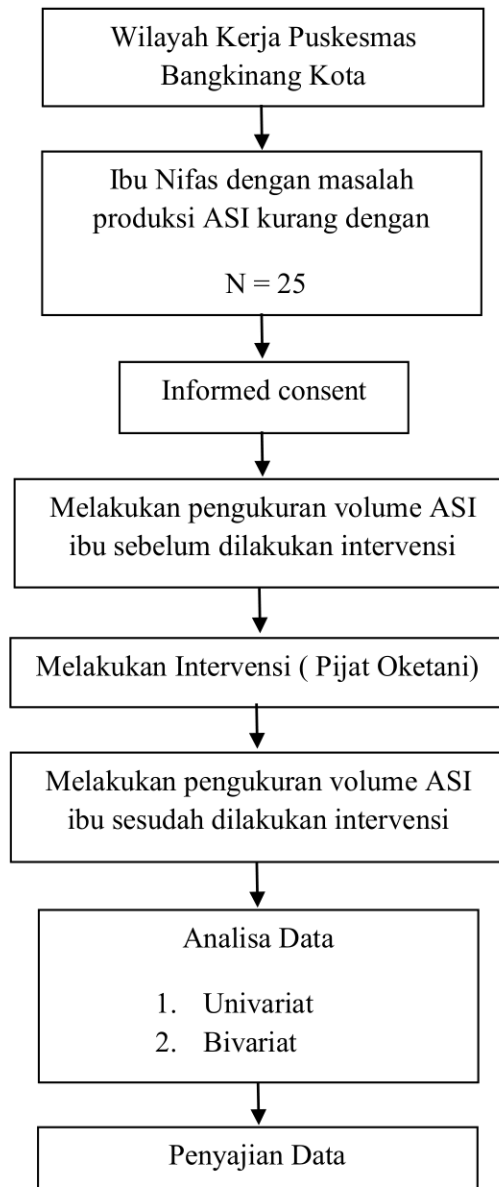 Wilayah Kerja Puskesmas
Bangkinang Kota
Ibu Nifas dengan masalah
produksi ASI kurang dengan
N = 25
Informed consent
Melakukan pengukuran volume ASI
ibu sebelum dilakukan intervensi
Melakukan Intervensi ( Pijat Oketani)
Melakukan pengukuran volume ASI
ibu sesudah dilakukan intervensi
Analisa Data
1. Univariat
2. Bivariat
Penyajian Data